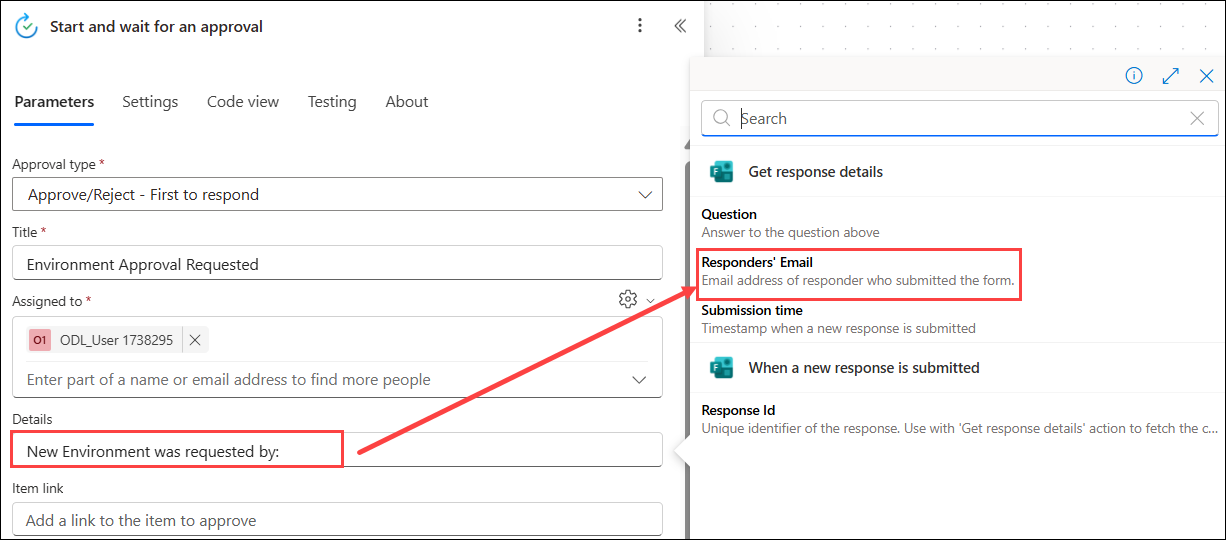 Start and wait for an approval
Parameters Settings Code view Testing About
Approval type *
Approve/Reject - First to respond
Title *
Environment Approval Requested
Assigned to *
O1 ODL_User 1738295
Enter part of a name or email address to find more people
Details
New Environment was requested by:
Item link
Add a link to the item to approve
Search
Get response details
Question
Answer to the question above
Responders' Email
Email address of responder who submitted the form.
Submission time
Timestamp when a new response is submitted
When a new response is submitted
Response Id
Unique identifier of the response. Use with 'Get response details' action to fetch the c...